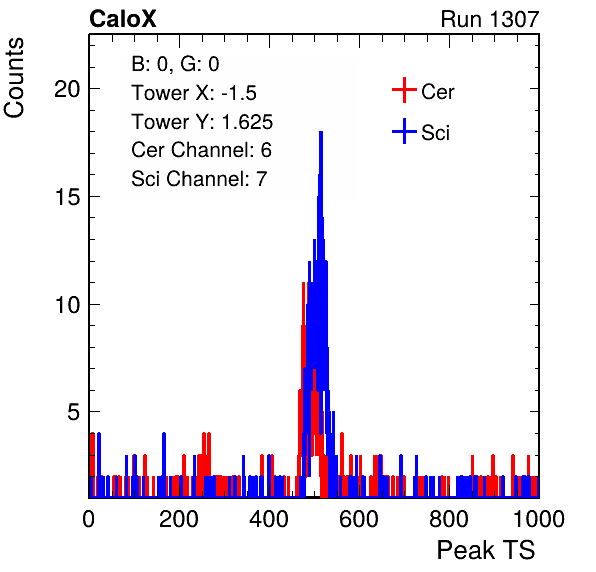 CaloX Run 1307
Counts
B: 0, G: 0
Tower X: -1.5
Tower Y: 1.625
Cer Channel: 6
Sci Channel: 7
Cer
Sci
20
15
10
5
0 200 400 600 800 1000
Peak TS